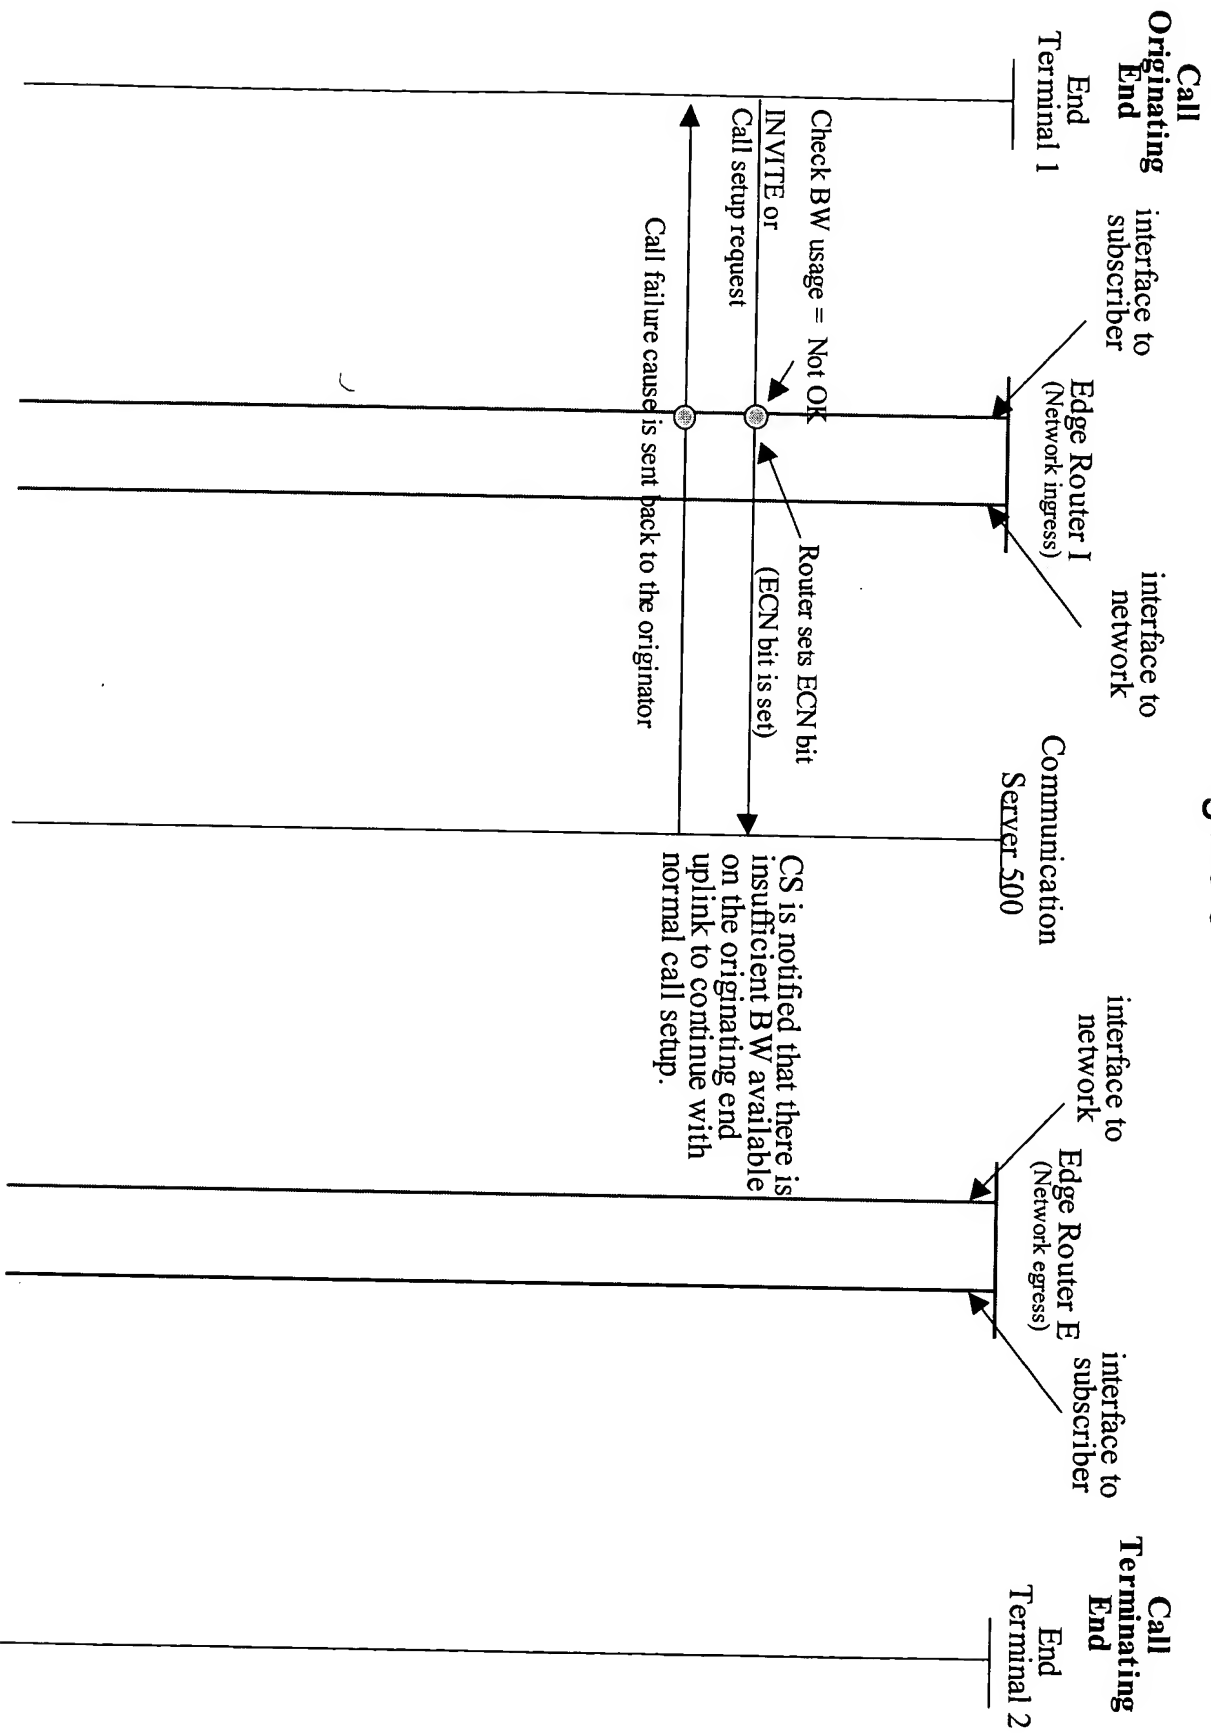 Call
Originating
End
End
Terminal 1
interface to
subscriber
Edge Router I
(Network ingress)
interface to
network
Communication
Server 500
interface to
network
Edge Router E
(Network egress)
interface to
subscriber
Call
Terminating
End
End
Terminal 2
Check BW usage = Not OK
INVITE or
Call setup request
Router sets ECN bit
(ECN bit is set)
Call failure cause is sent back to the originator
CS is notified that there is
insufficient BW available
on the originating end
uplink to continue with
normal call setup.